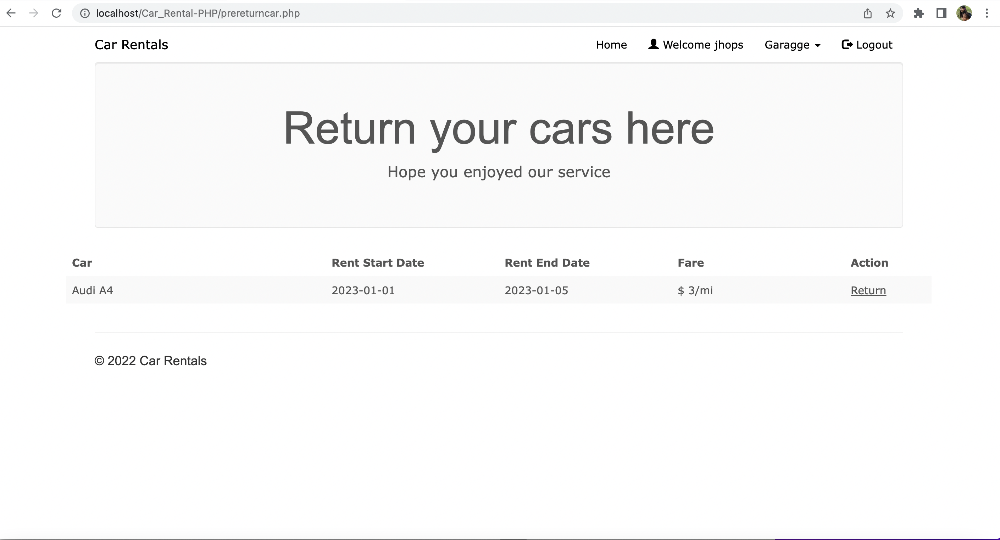 localhost/Car_Rental-PHP/prereturncar.php
Car Rentals Home Welcome jhops Garagge Logout
Return your cars here
Hope you enjoyed our service
Car Rent Start Date Rent End Date Fare Action
Audi A4 2023-01-01 2023-01-05 $ 3/mi Return
© 2022 Car Rentals